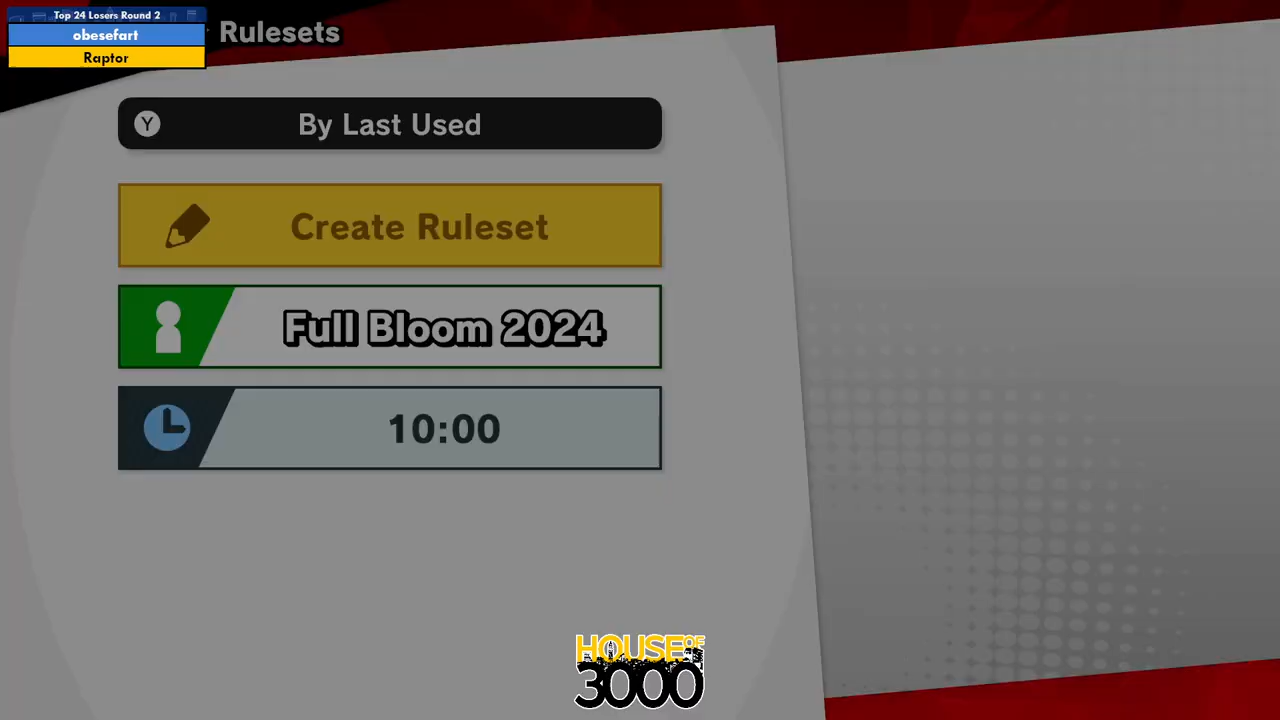 Top 24 Losers Round 2
obesefart
Raptor
Rulesets
Y By Last Used
Create Ruleset
Full Bloom 2024
10:00
HOUSE OF
3000